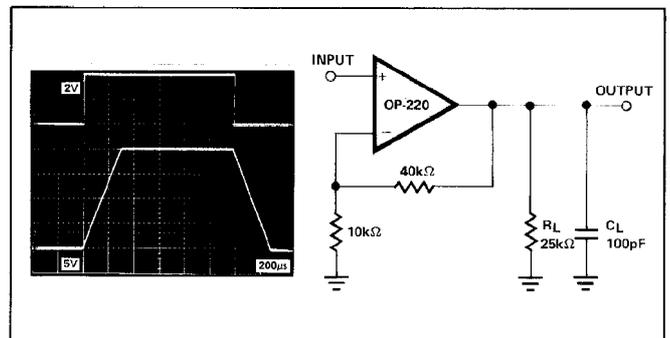 2V
5V
200μs
INPUT
+
OP-220
−
OUTPUT
40kΩ
10kΩ
RL
25kΩ
CL
100pF